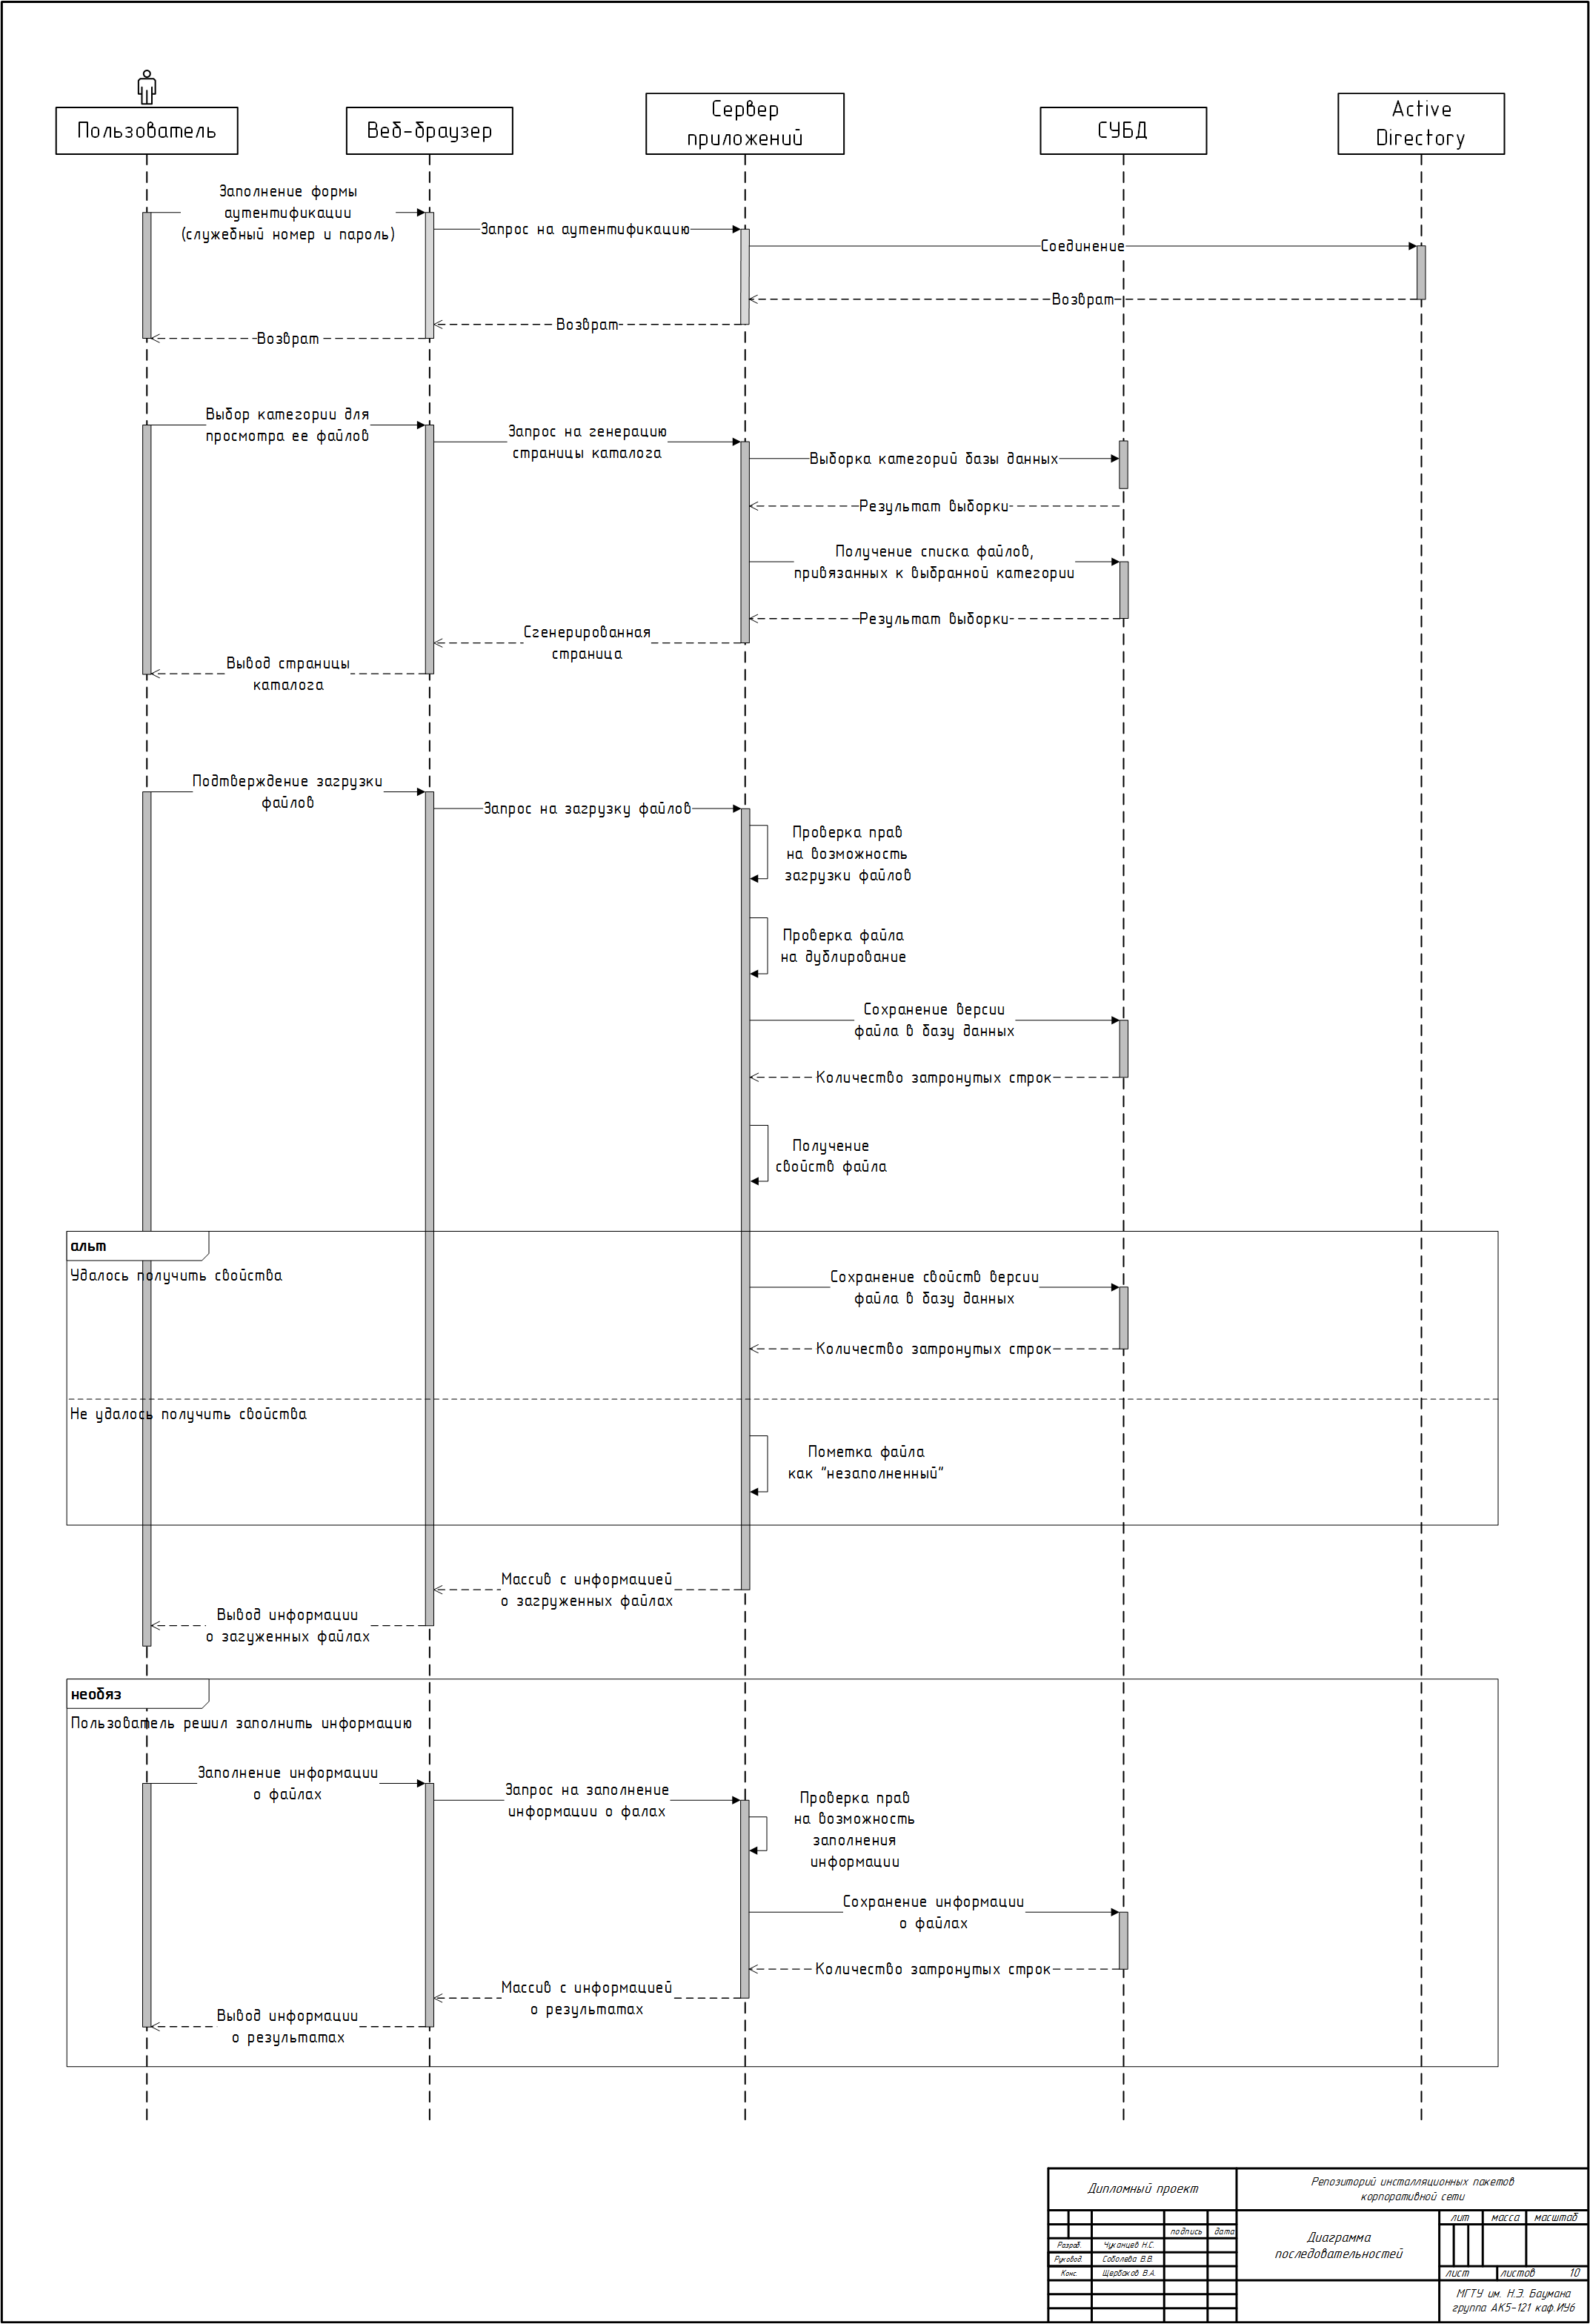 Пользователь
Веб-браузер
Сервер
приложений
СУБД
Active
Directory
Заполнение формы
аутентификации
(служебный номер и пароль)
Запрос на аутентификацию
Соединение
Возврат
Возврат
Возврат
Выбор категории для
просмотра ее файлов
Запрос на генерацию
страницы каталога
Выборка категорий базы данных
Результат выборки
Получение списка файлов,
привязанных к выбранной категории
Результат выборки
Сгенерированная
страница
Вывод страницы
каталога
Подтверждение загрузки
файлов
Запрос на загрузку файлов
Проверка прав
на возможность
загрузки файлов
Проверка файла
на дублирование
Сохранение версии
файла в базу данных
Количество затронутых строк
Получение
свойств файла
альт
Удалось получить свойства
Сохранение свойств версии
файла в базу данных
Количество затронутых строк
Не удалось получить свойства
Пометка файла
как "незаполненный"
Массив с информацией
о загруженных файлах
Вывод информации
о загуженных файлах
необяз
Пользователь решил заполнить информацию
Заполнение информации
о файлах
Запрос на заполнение
информации о фалах
Проверка прав
на возможность
заполнения
информации
Сохранение информации
о файлах
Количество затронутых строк
Массив с информацией
о результатах
Вывод информации
о результатах
Дипломный проект
Репозиторий инсталляционных пакетов
корпоративной сети
подпись дата
Разраб. Чуканиев Н.С.
Руковод. Соболева В.В.
Конс. Щербаков В.А.
Диаграмма
последовательностей
лит масса масштаб
лист листов 10
МГТУ им. Н.Э. Баумана
группа АК5-121 каф.ИУ6